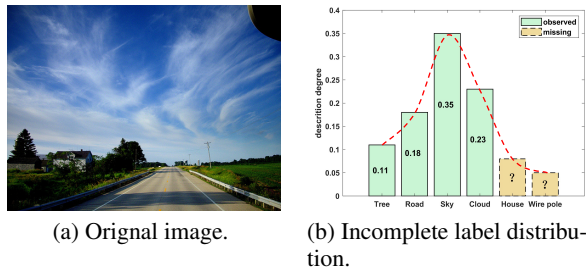 (a) Orignal image.
0.4
0.35
0.3
0.25
0.2
0.15
0.1
0.05
0
descrition degree
observed
missing
0.11
0.18
0.35
0.23
?
?
Tree Road Sky Cloud House Wire pole
(b) Incomplete label distribu-
tion.